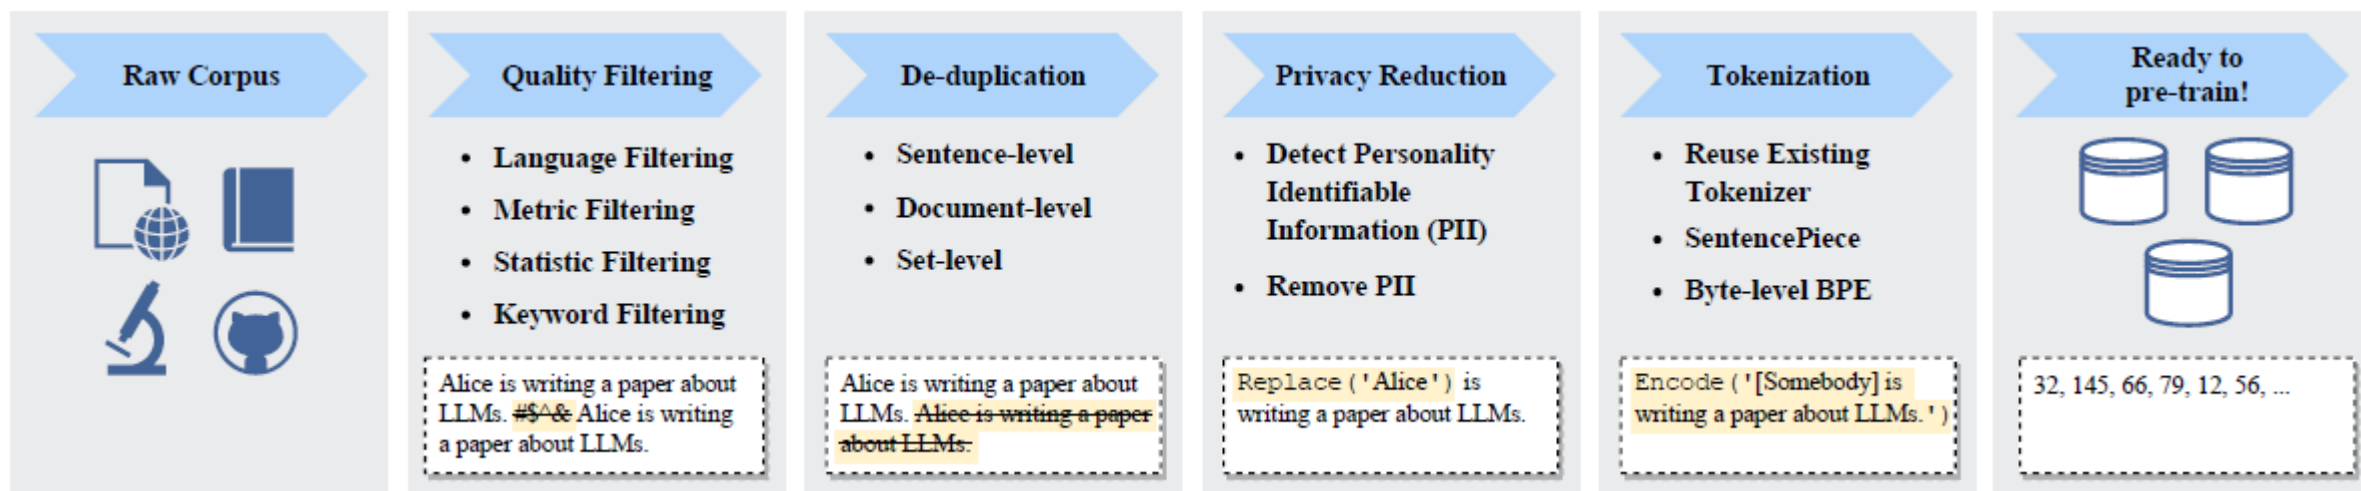 Raw Corpus
Quality Filtering
• Language Filtering
• Metric Filtering
• Statistic Filtering
• Keyword Filtering
Alice is writing a paper about
LLMs. #$^& Alice is writing
a paper about LLMs.
De-duplication
• Sentence-level
• Document-level
• Set-level
Alice is writing a paper about
LLMs. Alice is writing a paper
about LLMs.
Privacy Reduction
• Detect Personality
Identifiable
Information (PII)
• Remove PII
Replace('Alice') is
writing a paper about LLMs.
Tokenization
• Reuse Existing
Tokenizer
• SentencePiece
• Byte-level BPE
Encode('[Somebody] is
writing a paper about LLMs.')
Ready to
pre-train!
32, 145, 66, 79, 12, 56, ...